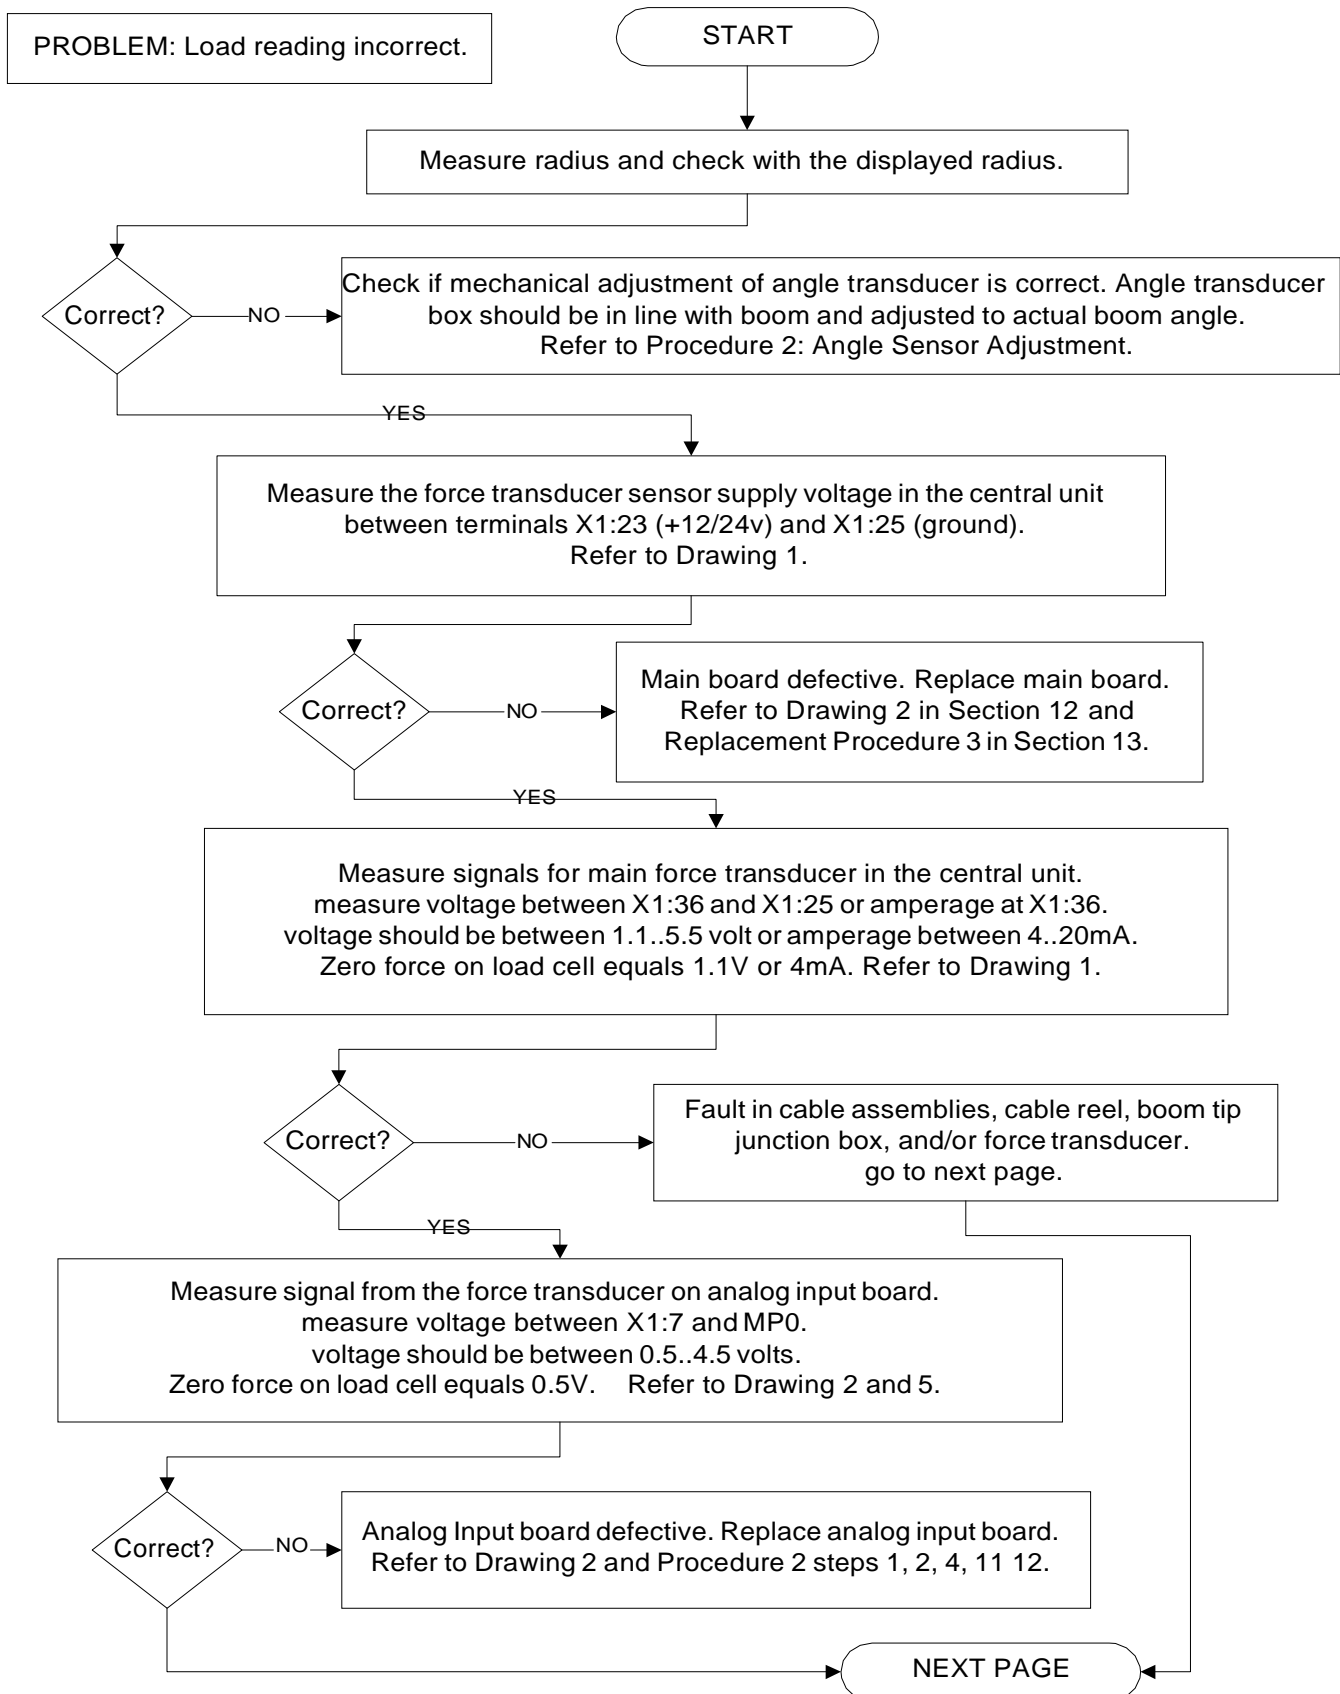 PROBLEM: Load reading incorrect.
START
Measure radius and check with the displayed radius.
Correct?
NO
Check if mechanical adjustment of angle transducer is correct. Angle transducer
box should be in line with boom and adjusted to actual boom angle.
Refer to Procedure 2: Angle Sensor Adjustment.
YES
Measure the force transducer sensor supply voltage in the central unit
between terminals X1:23 (+12/24v) and X1:25 (ground).
Refer to Drawing 1.
Correct?
NO
Main board defective. Replace main board.
Refer to Drawing 2 in Section 12 and
Replacement Procedure 3 in Section 13.
YES
Measure signals for main force transducer in the central unit.
measure voltage between X1:36 and X1:25 or amperage at X1:36.
voltage should be between 1.1..5.5 volt or amperage between 4..20mA.
Zero force on load cell equals 1.1V or 4mA. Refer to Drawing 1.
Correct?
NO
Fault in cable assemblies, cable reel, boom tip
junction box, and/or force transducer.
go to next page.
YES
Measure signal from the force transducer on analog input board.
measure voltage between X1:7 and MP0.
voltage should be between 0.5..4.5 volts.
Zero force on load cell equals 0.5V. Refer to Drawing 2 and 5.
Correct?
NO
Analog Input board defective. Replace analog input board.
Refer to Drawing 2 and Procedure 2 steps 1, 2, 4, 11 12.
NEXT PAGE